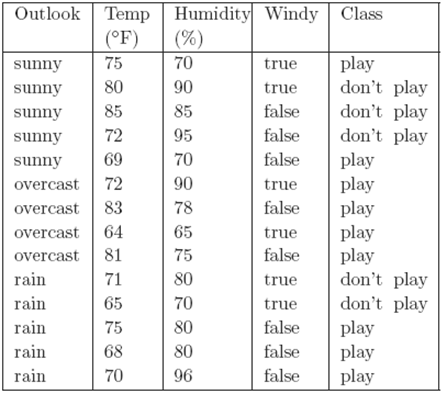 Outlook Temp Humidity Windy Class
(°F) (%)
sunny 75 70 true play
sunny 80 90 true don't play
sunny 85 85 false don't play
sunny 72 95 false don't play
sunny 69 70 false play
overcast 72 90 true play
overcast 83 78 false play
overcast 64 65 true play
overcast 81 75 false play
rain 71 80 true don't play
rain 65 70 true don't play
rain 75 80 false play
rain 68 80 false play
rain 70 96 false play